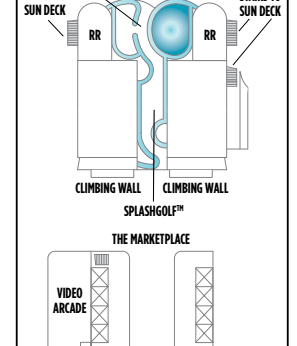 SUN DECK
SUN DECK
RR
RR
CLIMBING WALL
CLIMBING WALL
SPLASHGOLF™
THE MARKETPLACE
VIDEO
ARCADE